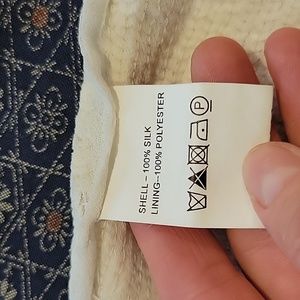 SHELL – 100% SILK
LINING--100% POLYESTER
P